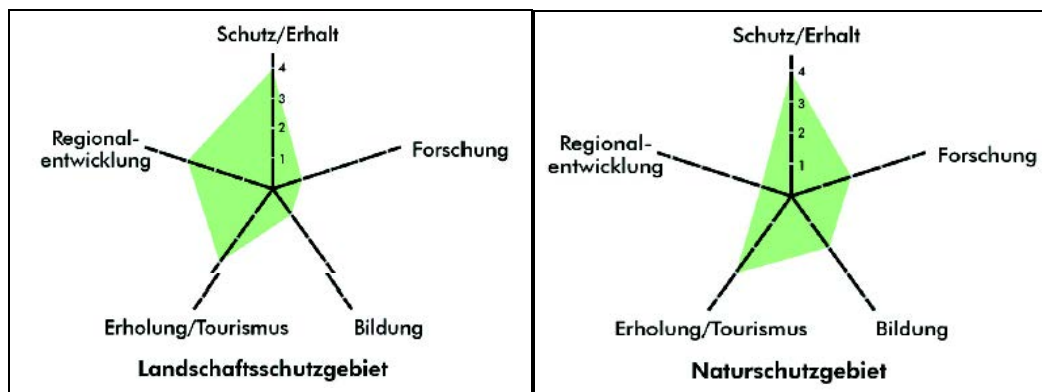 Schutz/Erhalt
4
3
2
1
Regional-
entwicklung
Forschung
Erholung/Tourismus
Bildung
Landschaftsschutzgebiet
Schutz/Erhalt
4
3
2
1
Regional-
entwicklung
Forschung
Erholung/Tourismus
Bildung
Naturschutzgebiet